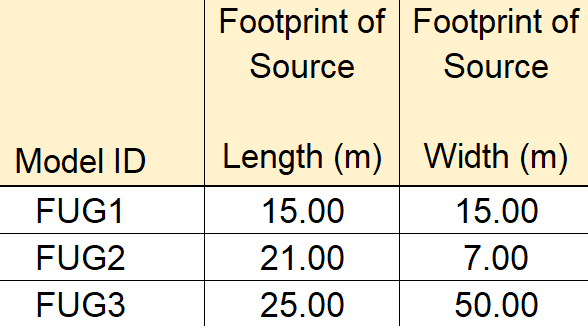 Footprint of Footprint of
Source Source
Model ID Length (m) Width (m)
FUG1 15.00 15.00
FUG2 21.00 7.00
FUG3 25.00 50.00